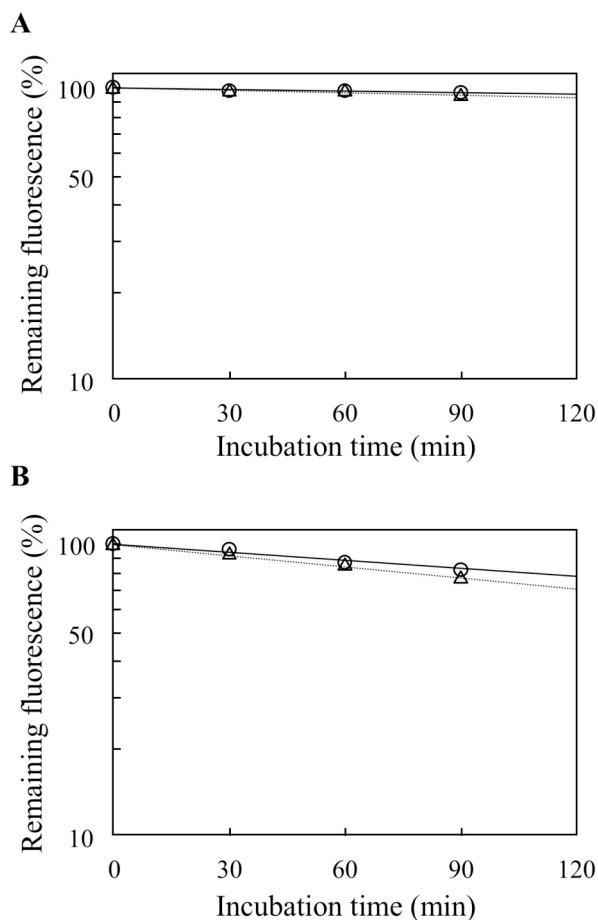 A
Remaining fluorescence (%)
100
50
10
0 30 60 90 120
Incubation time (min)
B
Remaining fluorescence (%)
100
50
10
0 30 60 90 120
Incubation time (min)